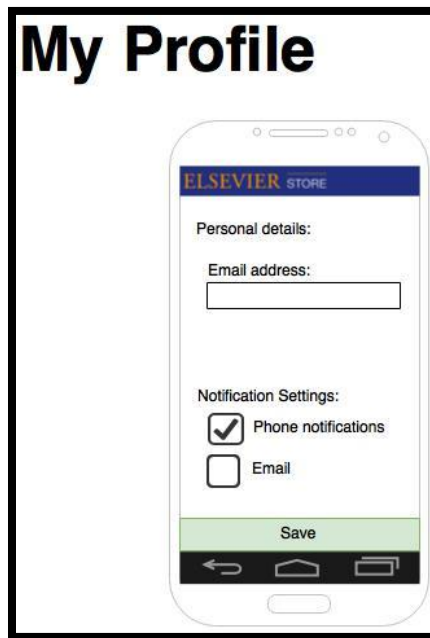 My Profile
ELSEVIER STORE
Personal details:
Email address:
Notification Settings:
Phone notifications
Email
Save